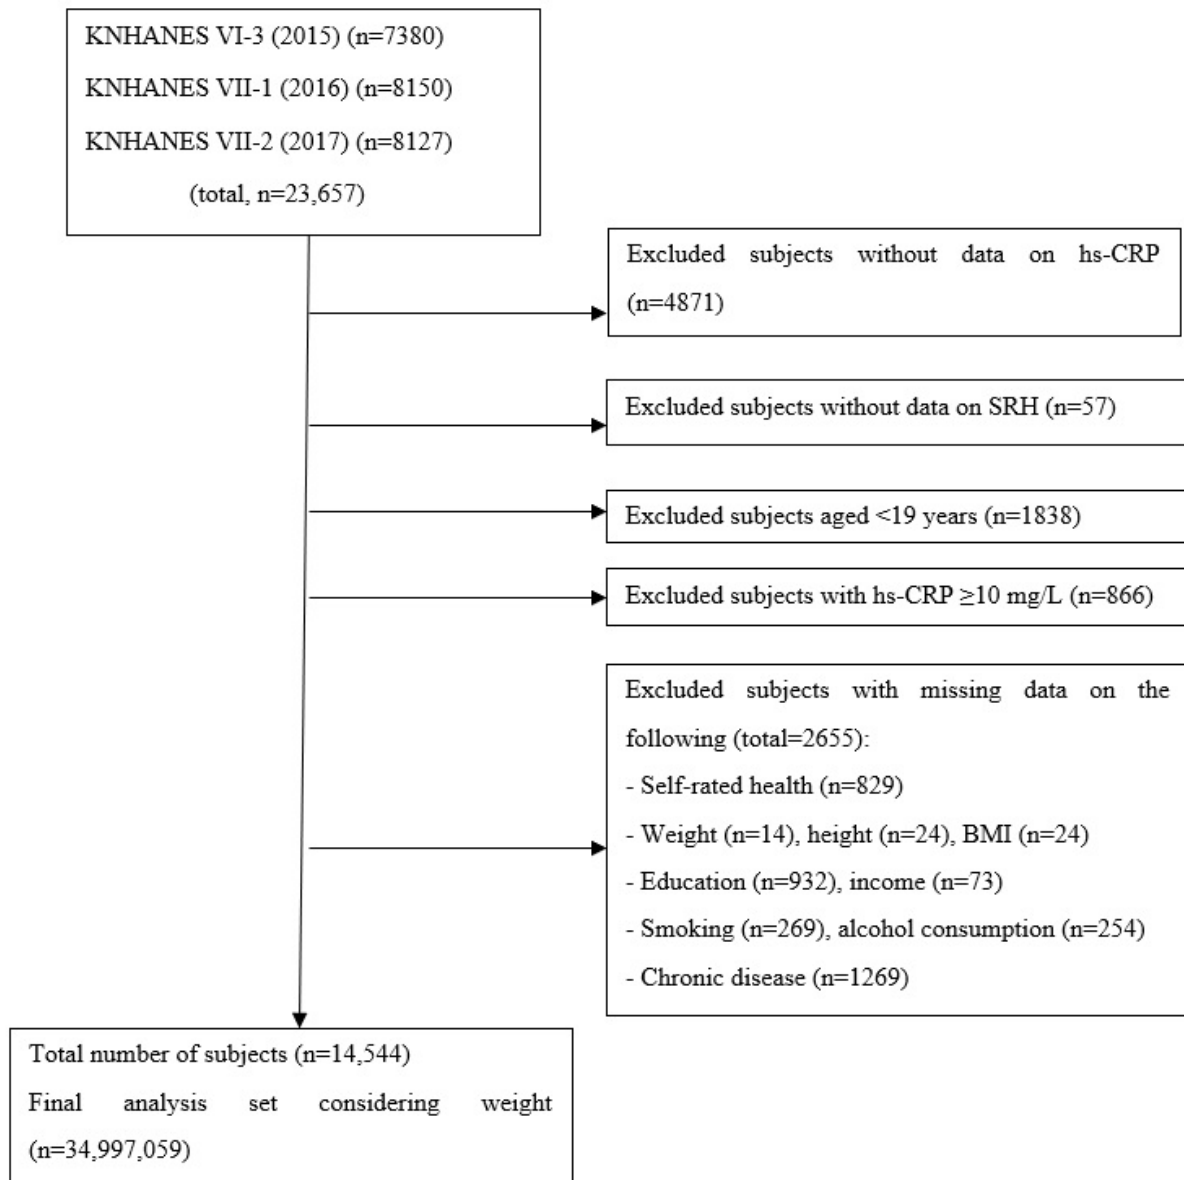 KNHANES VI-3 (2015) (n=7380)
KNHANES VII-1 (2016) (n=8150)
KNHANES VII-2 (2017) (n=8127)
(total, n=23,657)
Excluded subjects without data on hs-CRP
(n=4871)
Excluded subjects without data on SRH (n=57)
Excluded subjects aged <19 years (n=1838)
Excluded subjects with hs-CRP ≥10 mg/L (n=866)
Excluded subjects with missing data on the
following (total=2655):
- Self-rated health (n=829)
- Weight (n=14), height (n=24), BMI (n=24)
- Education (n=932), income (n=73)
- Smoking (n=269), alcohol consumption (n=254)
- Chronic disease (n=1269)
Total number of subjects (n=14,544)
Final analysis set considering weight
(n=34,997,059)